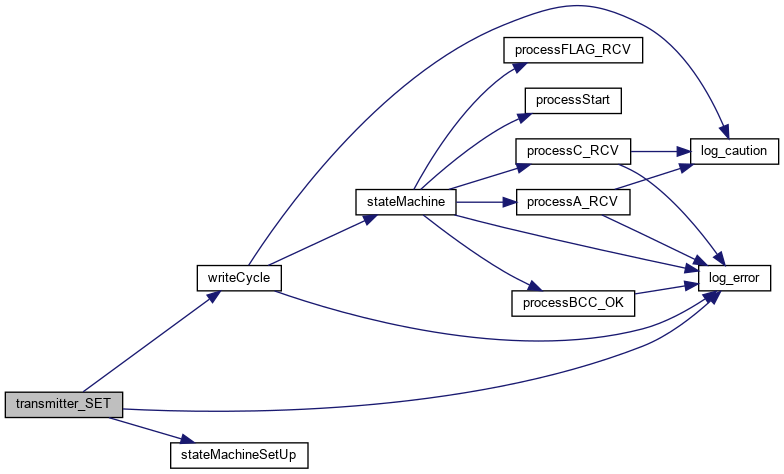 processFLAG_RCV
processStart
processC_RCV
log_caution
stateMachine
processA_RCV
writeCycle
log_error
processBCC_OK
transmitter_SET
stateMachineSetUp